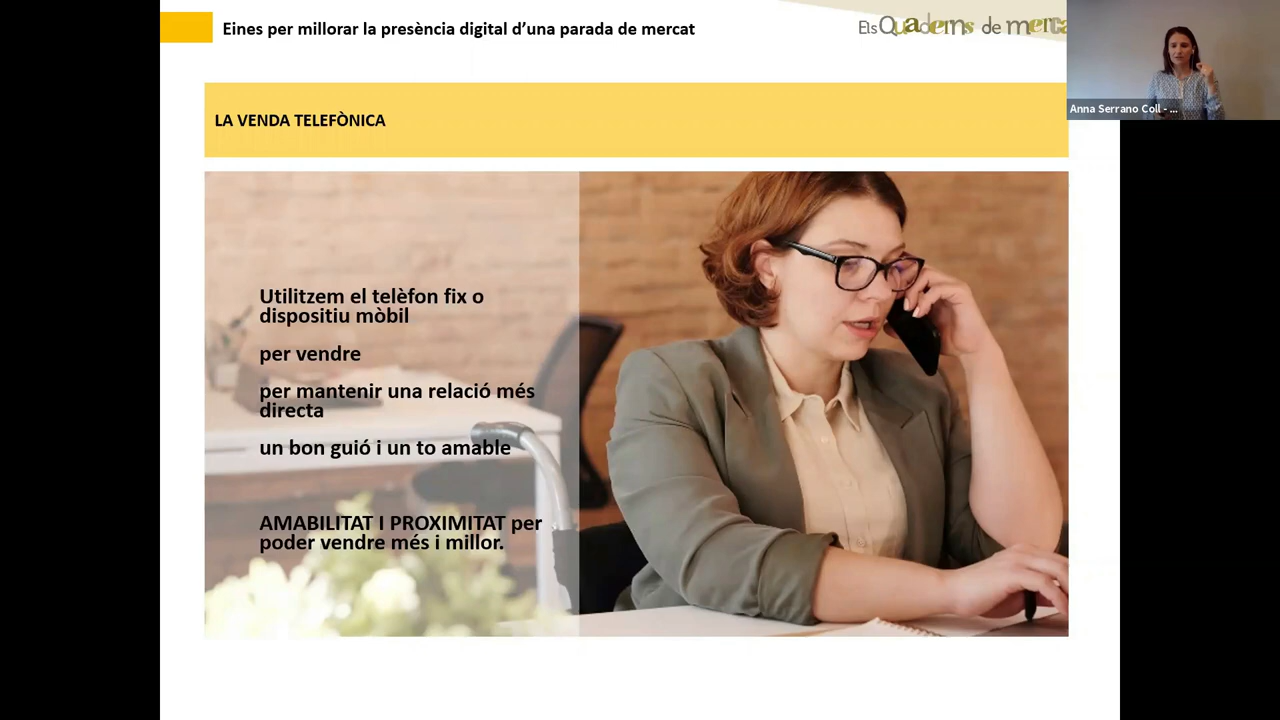 Eines per millorar la presència digital d’una parada de mercat
Els Quaderns de
Anna Serrano Coll - ...
LA VENDA TELEFÒNICA
Utilitzem el telèfon fix o
dispositiu mòbil
per vendre
per mantenir una relació més
directa
un bon guió i un to amable
AMABILITAT I PROXIMITAT per
poder vendre més i millor.